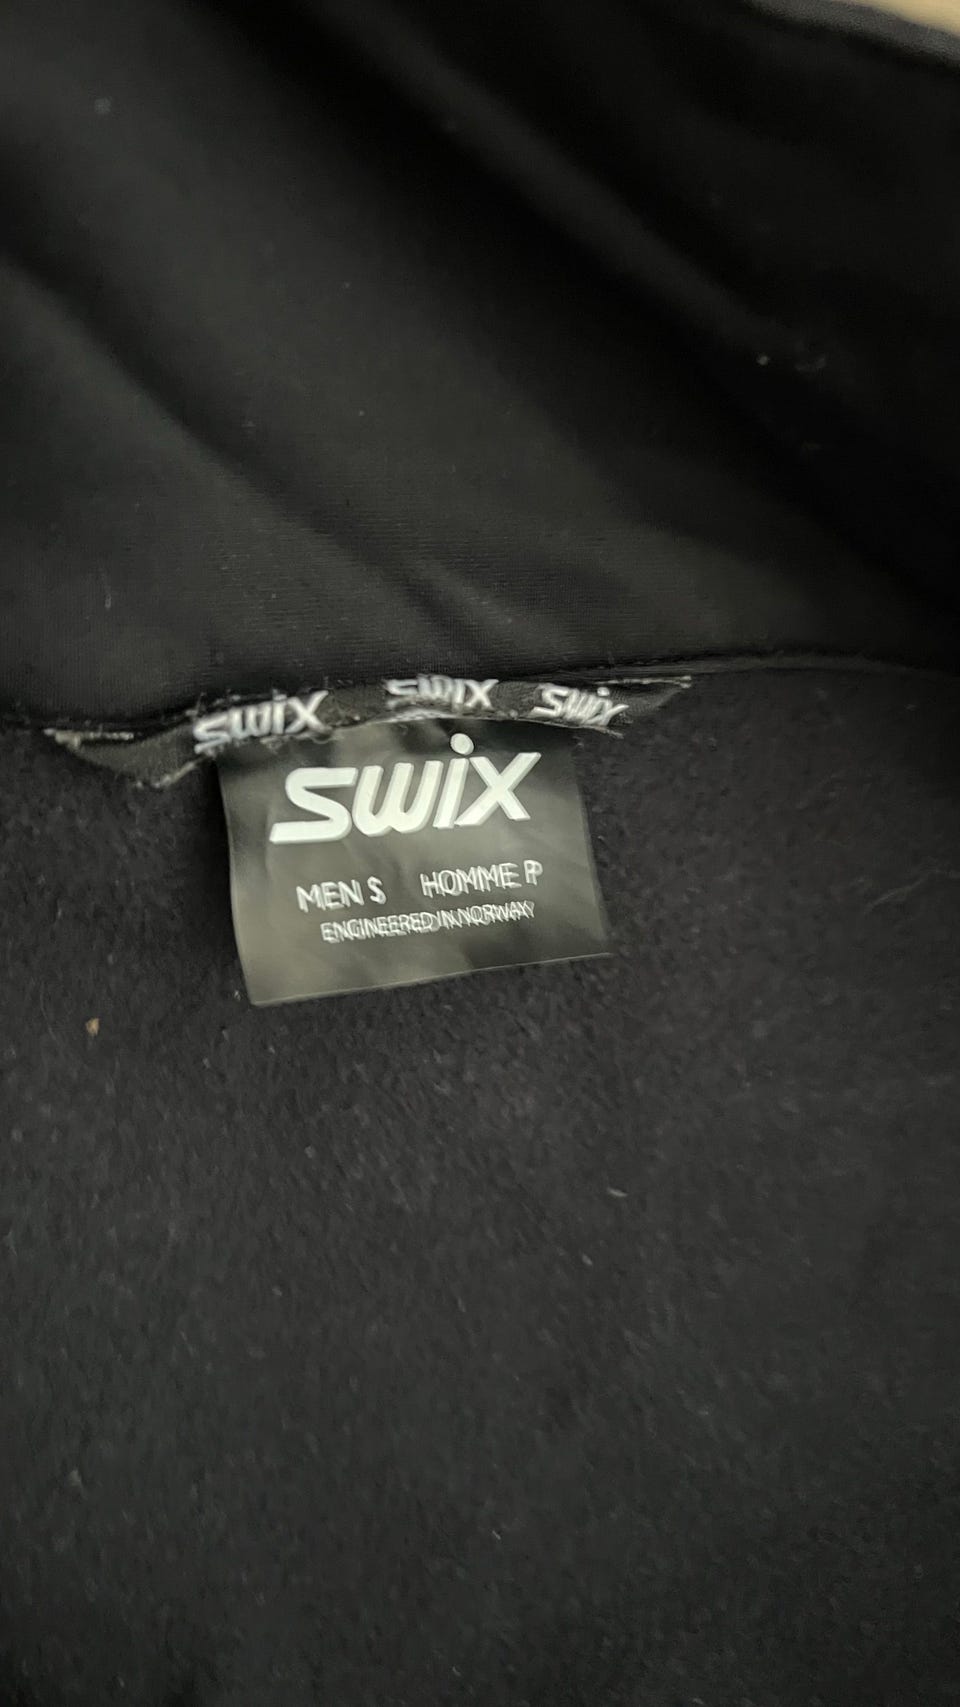 SWIX SWIX SWIX
SWIX
MEN S HOMME P
ENGINEERED IN NORWAY